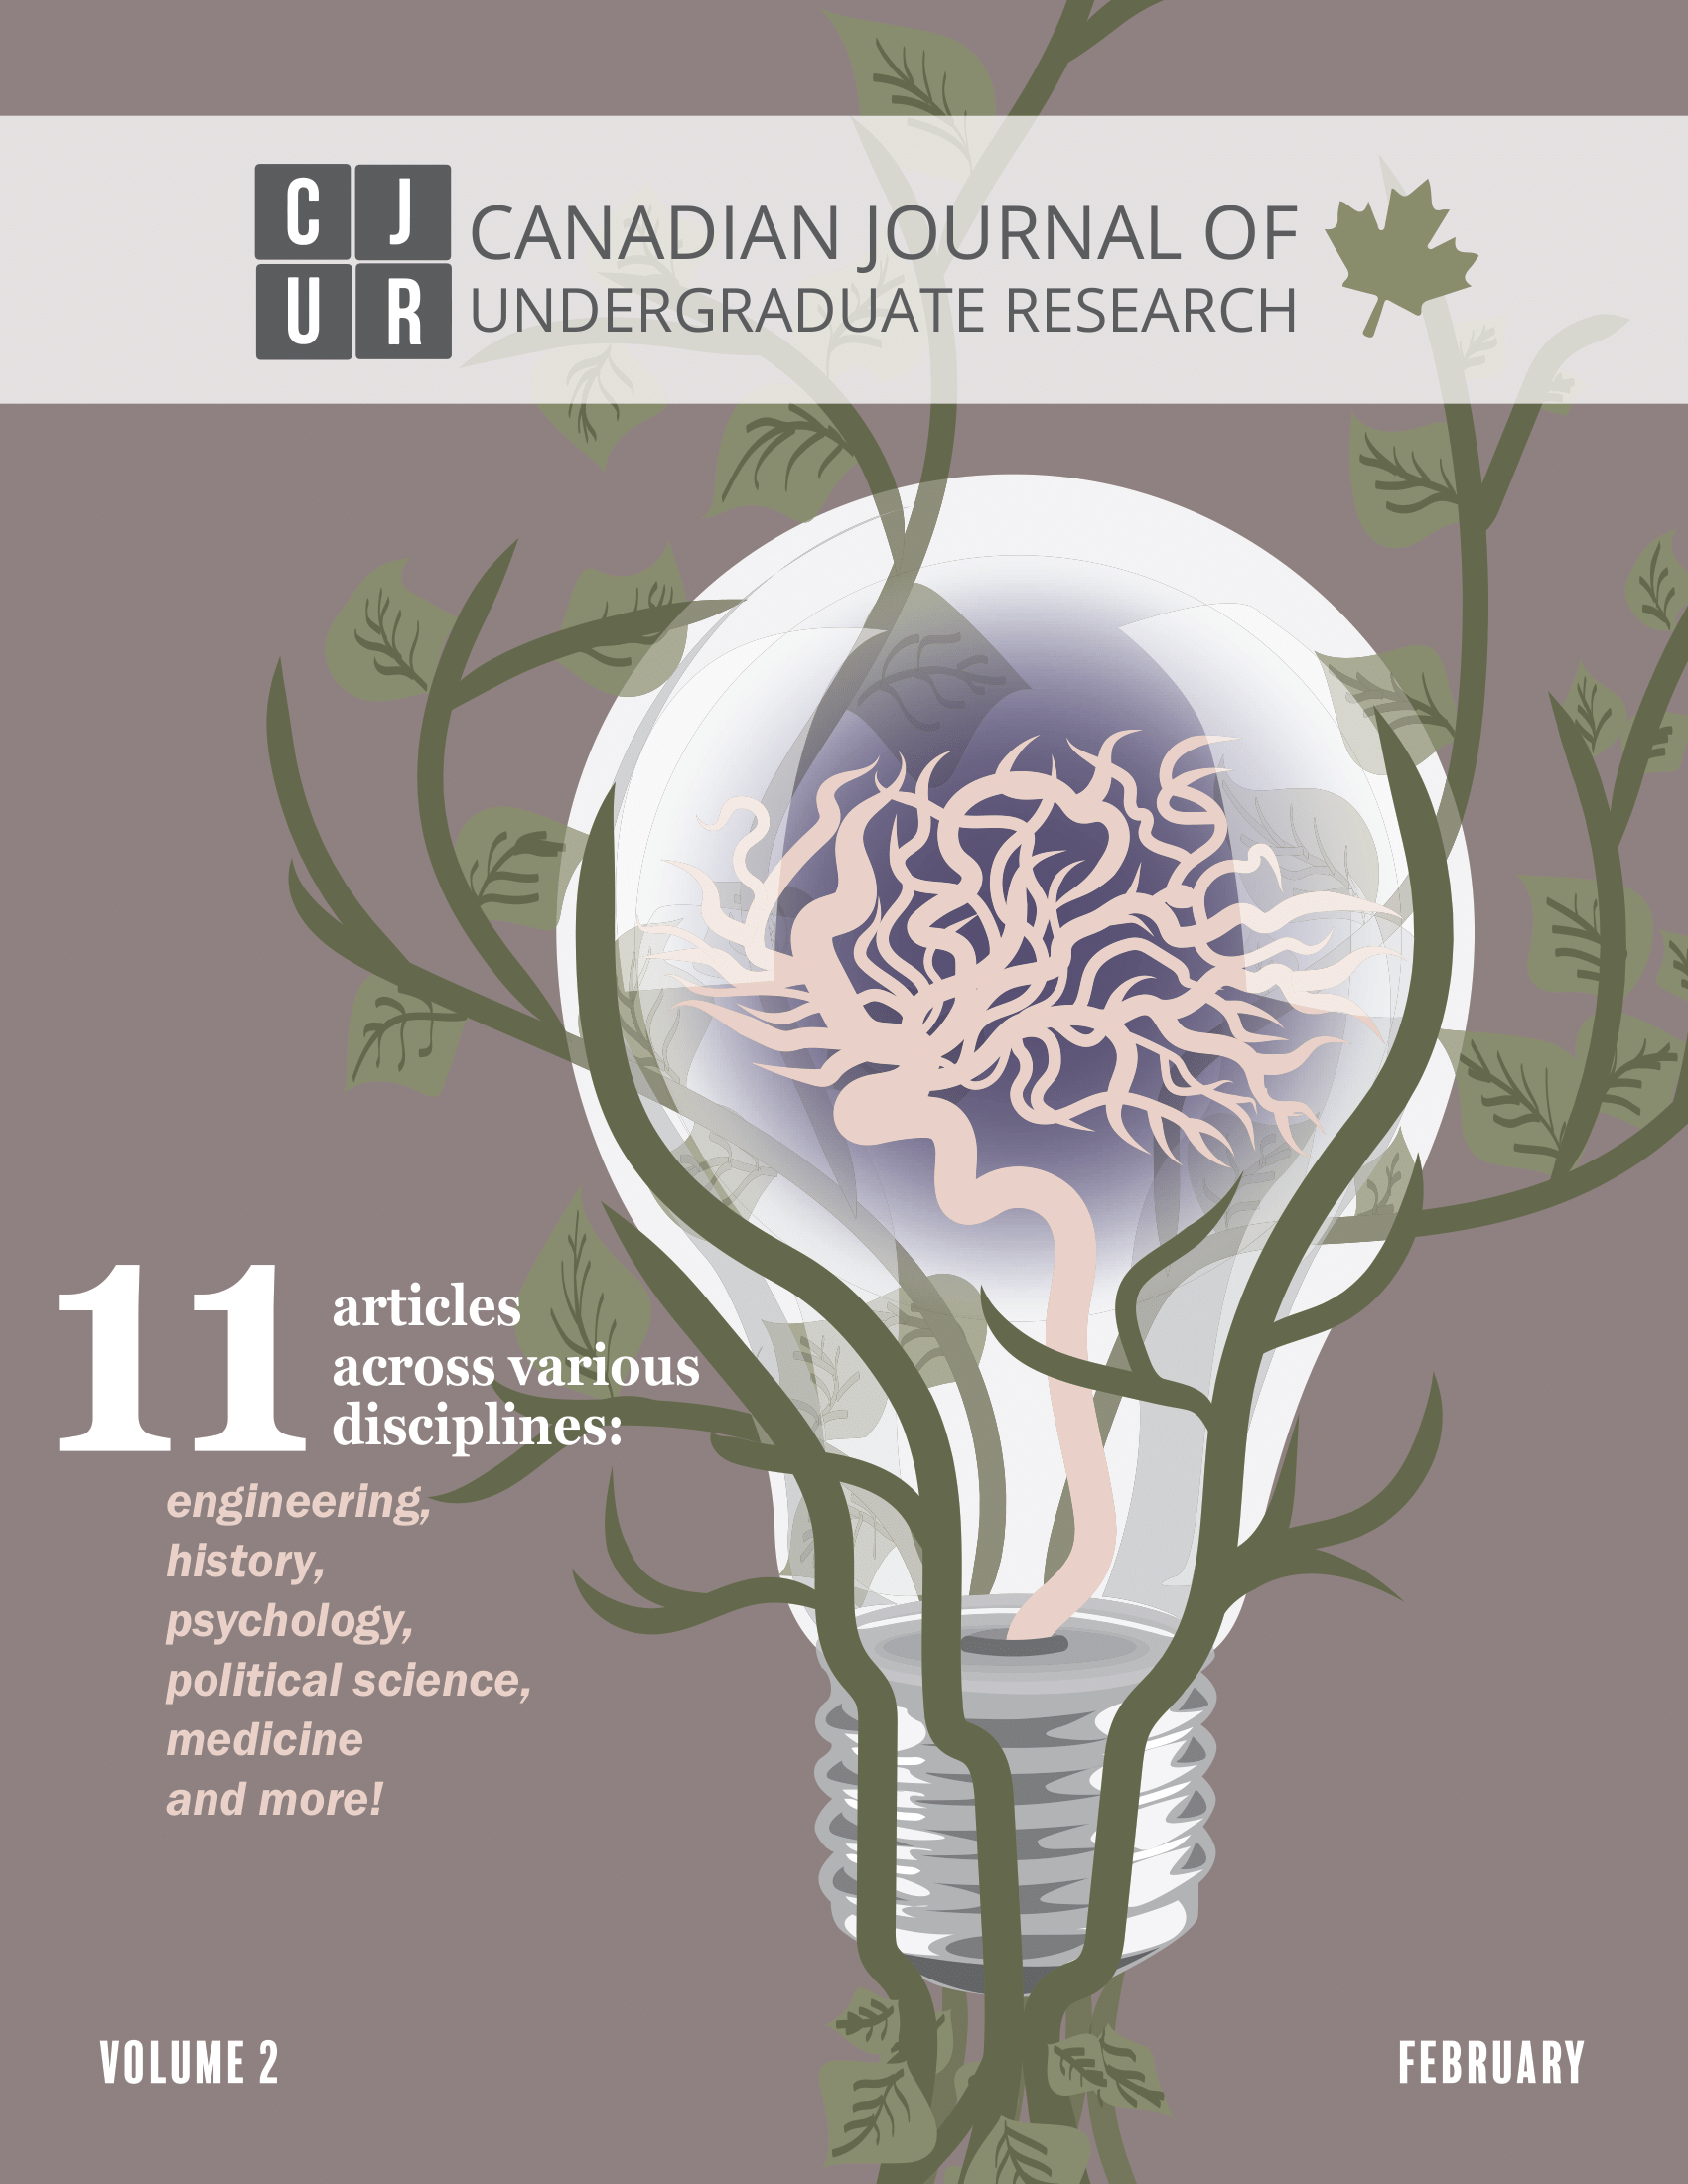 C J
U R
CANADIAN JOURNAL OF
UNDERGRADUATE RESEARCH
11
articles
across various
disciplines:
engineering,
history,
psychology,
political science,
medicine
and more!
VOLUME 2
FEBRUARY